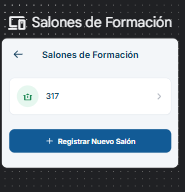 Salones de Formación
Salones de Formación
317
Registrar Nuevo Salón